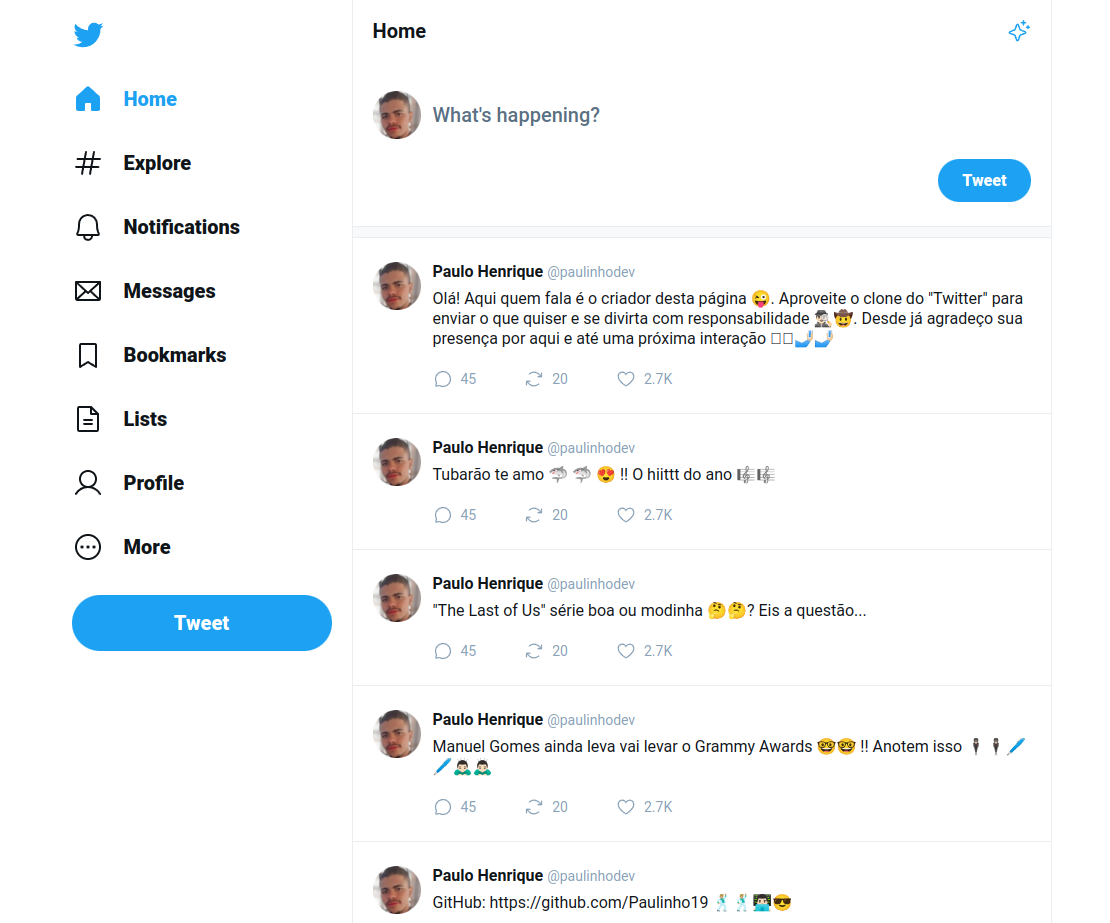 Home
Explore
Notifications
Messages
Bookmarks
Lists
Profile
More
Tweet
Home
What's happening?
Tweet
Paulo Henrique @paulinhodev
Olá! Aqui quem fala é o criador desta página 😜. Aproveite o clone do "Twitter" para
enviar o que quiser e se divirta com responsabilidade 🕵🏻‍♂️🤠. Desde já agradeço sua
presença por aqui e até uma próxima interação 🤳🏻🤳🏻
45 20 2.7K
Paulo Henrique @paulinhodev
Tubarão te amo 🦈 🦈 😍 !! O hiittt do ano 🎼🎼
45 20 2.7K
Paulo Henrique @paulinhodev
"The Last of Us" série boa ou modinha 🤔🤔? Eis a questão...
45 20 2.7K
Paulo Henrique @paulinhodev
Manuel Gomes ainda leva vai levar o Grammy Awards 🤓🤓 !! Anotem isso 🕴🏿🕴🏿🖊️
🖊️🙇🏻‍♂️🙇🏻‍♂️
45 20 2.7K
Paulo Henrique @paulinhodev
GitHub: https://github.com/Paulinho19 🕺🏻🕺🏻👨🏻‍💻😎